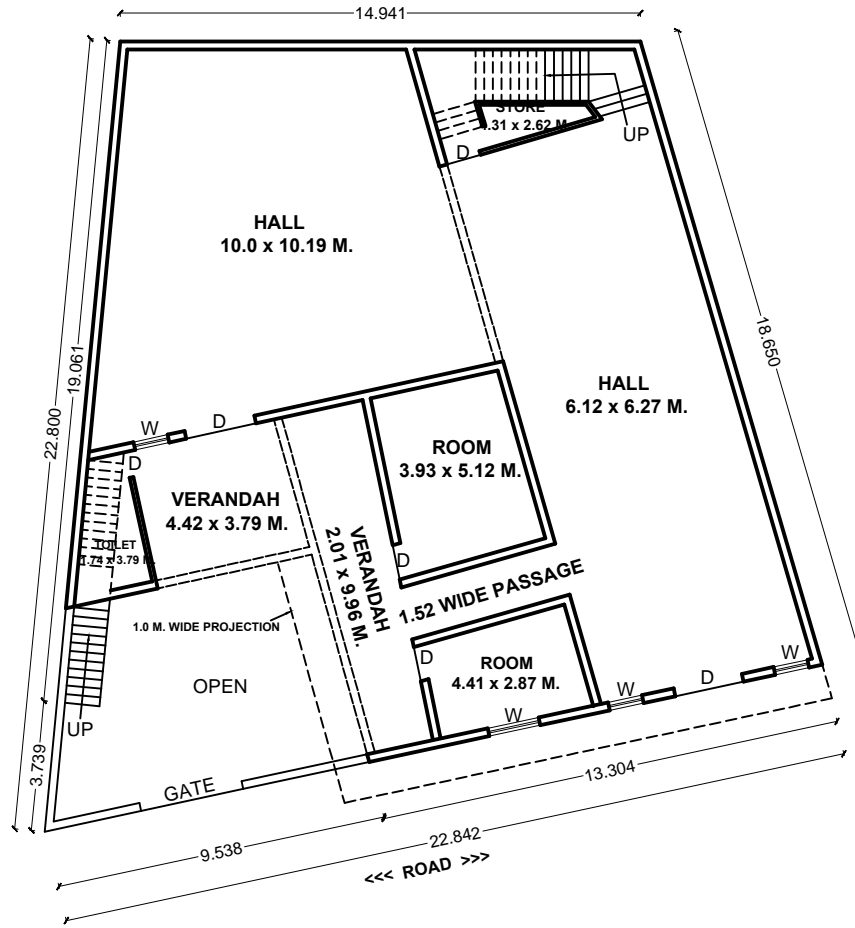 14.941
STORE
1.31 x 2.62 M.
D
UP
HALL
10.0 x 10.19 M.
18.650
19.061
22.800
HALL
6.12 x 6.27 M.
W
D
D
ROOM
3.93 x 5.12 M.
VERANDAH
4.42 x 3.79 M.
VERANDAH
2.01 x 9.96 M.
TOILET
1.74 x 3.79 M.
D
1.52 WIDE PASSAGE
1.0 M. WIDE PROJECTION
D
ROOM
4.41 x 2.87 M.
OPEN
W
D
W
W
UP
3.739
GATE
13.304
9.538
22.842
<<< ROAD >>>